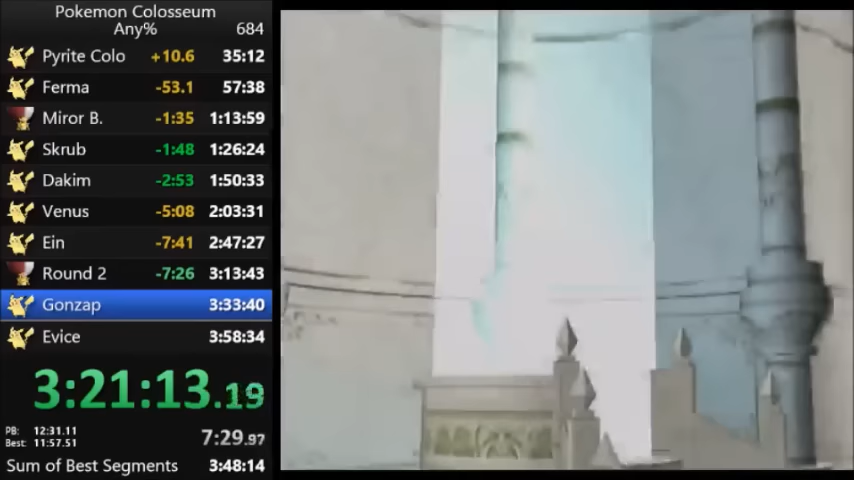 Pokemon Colosseum
Any% 684
Pyrite Colo +10.6 35:12
Ferma -53.1 57:38
Miror B. -1:35 1:13:59
Skrub -1:48 1:26:24
Dakim -2:53 1:50:33
Venus -5:08 2:03:31
Ein -7:41 2:47:27
Round 2 -7:26 3:13:43
Gonzap 3:33:40
Evice 3:58:34
3:21:13.19
PB: 12:31.11
Best: 11:57.51
7:29.97
Sum of Best Segments 3:48:14